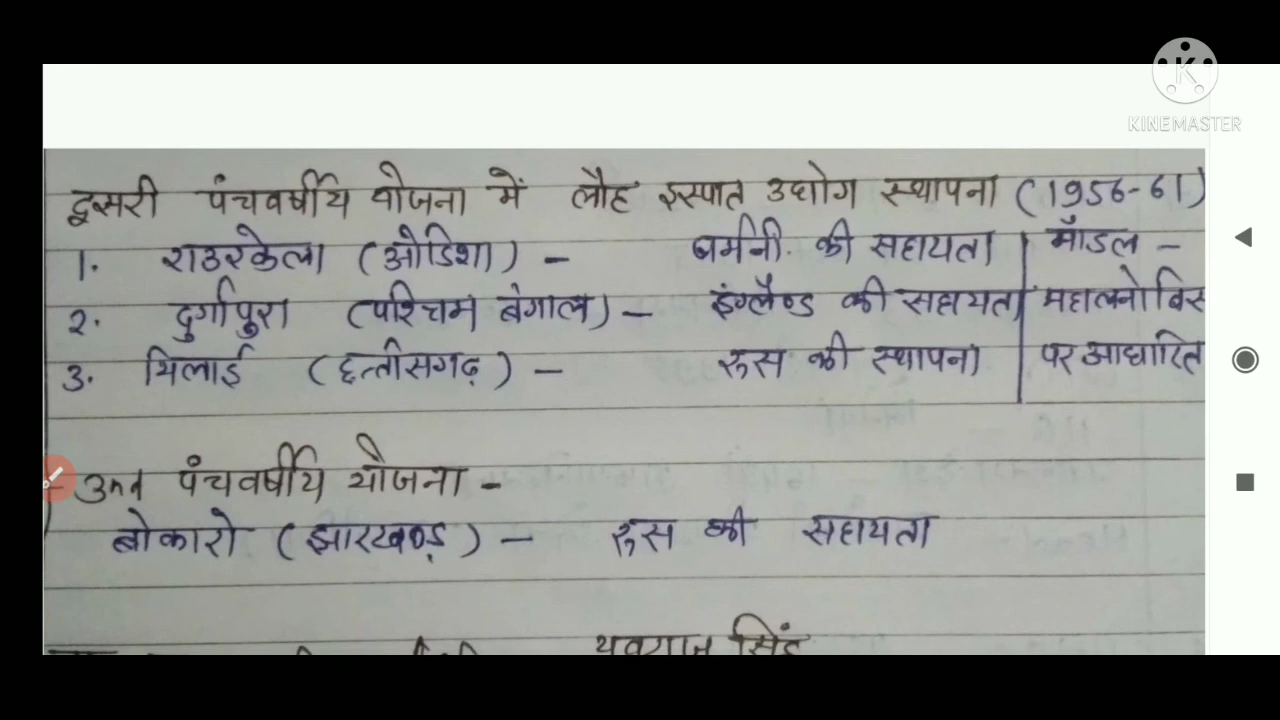 KINEMASTER
दूसरी पंचवर्षीय योजना में लौह इस्पात उद्योग स्थापना (1956-61)
1. राउरकेला (ओडिशा) - जर्मनी की सहायता | मॉडल -
2. दुर्गापुरा (पश्चिम बंगाल) - इंग्लैण्ड की सहायता | महालनोविस
3. भिलाई (छत्तीसगढ़) - रुस की स्थापना | पर आधारित
पंचवर्षीय योजना -
बोकारो (झारखण्ड) - रुस की सहायता